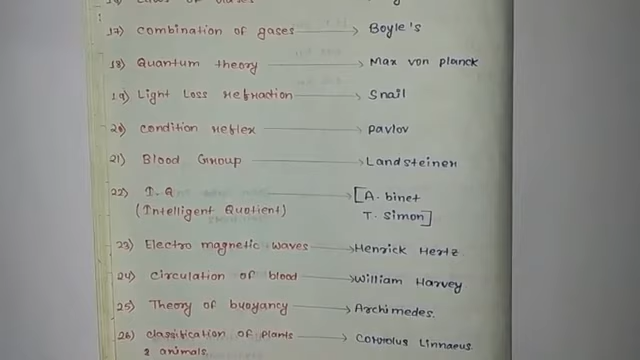 17) Combination of gases → Boyle's
18) Quantum theory → Max von planck
19) Light Loss Refraction → Snail
20) Condition Reflex → Pavlov
21) Blood Group → Landsteiner
22) I.Q → [A. binet
(Intelligent Quotient) T. Simon]
23) Electro magnetic waves → Henrick Hertz.
24) Circulation of blood → William Harvey
25) Theory of buoyancy → Archimedes.
26) Classification of Plants → Linnaeus
& animals.